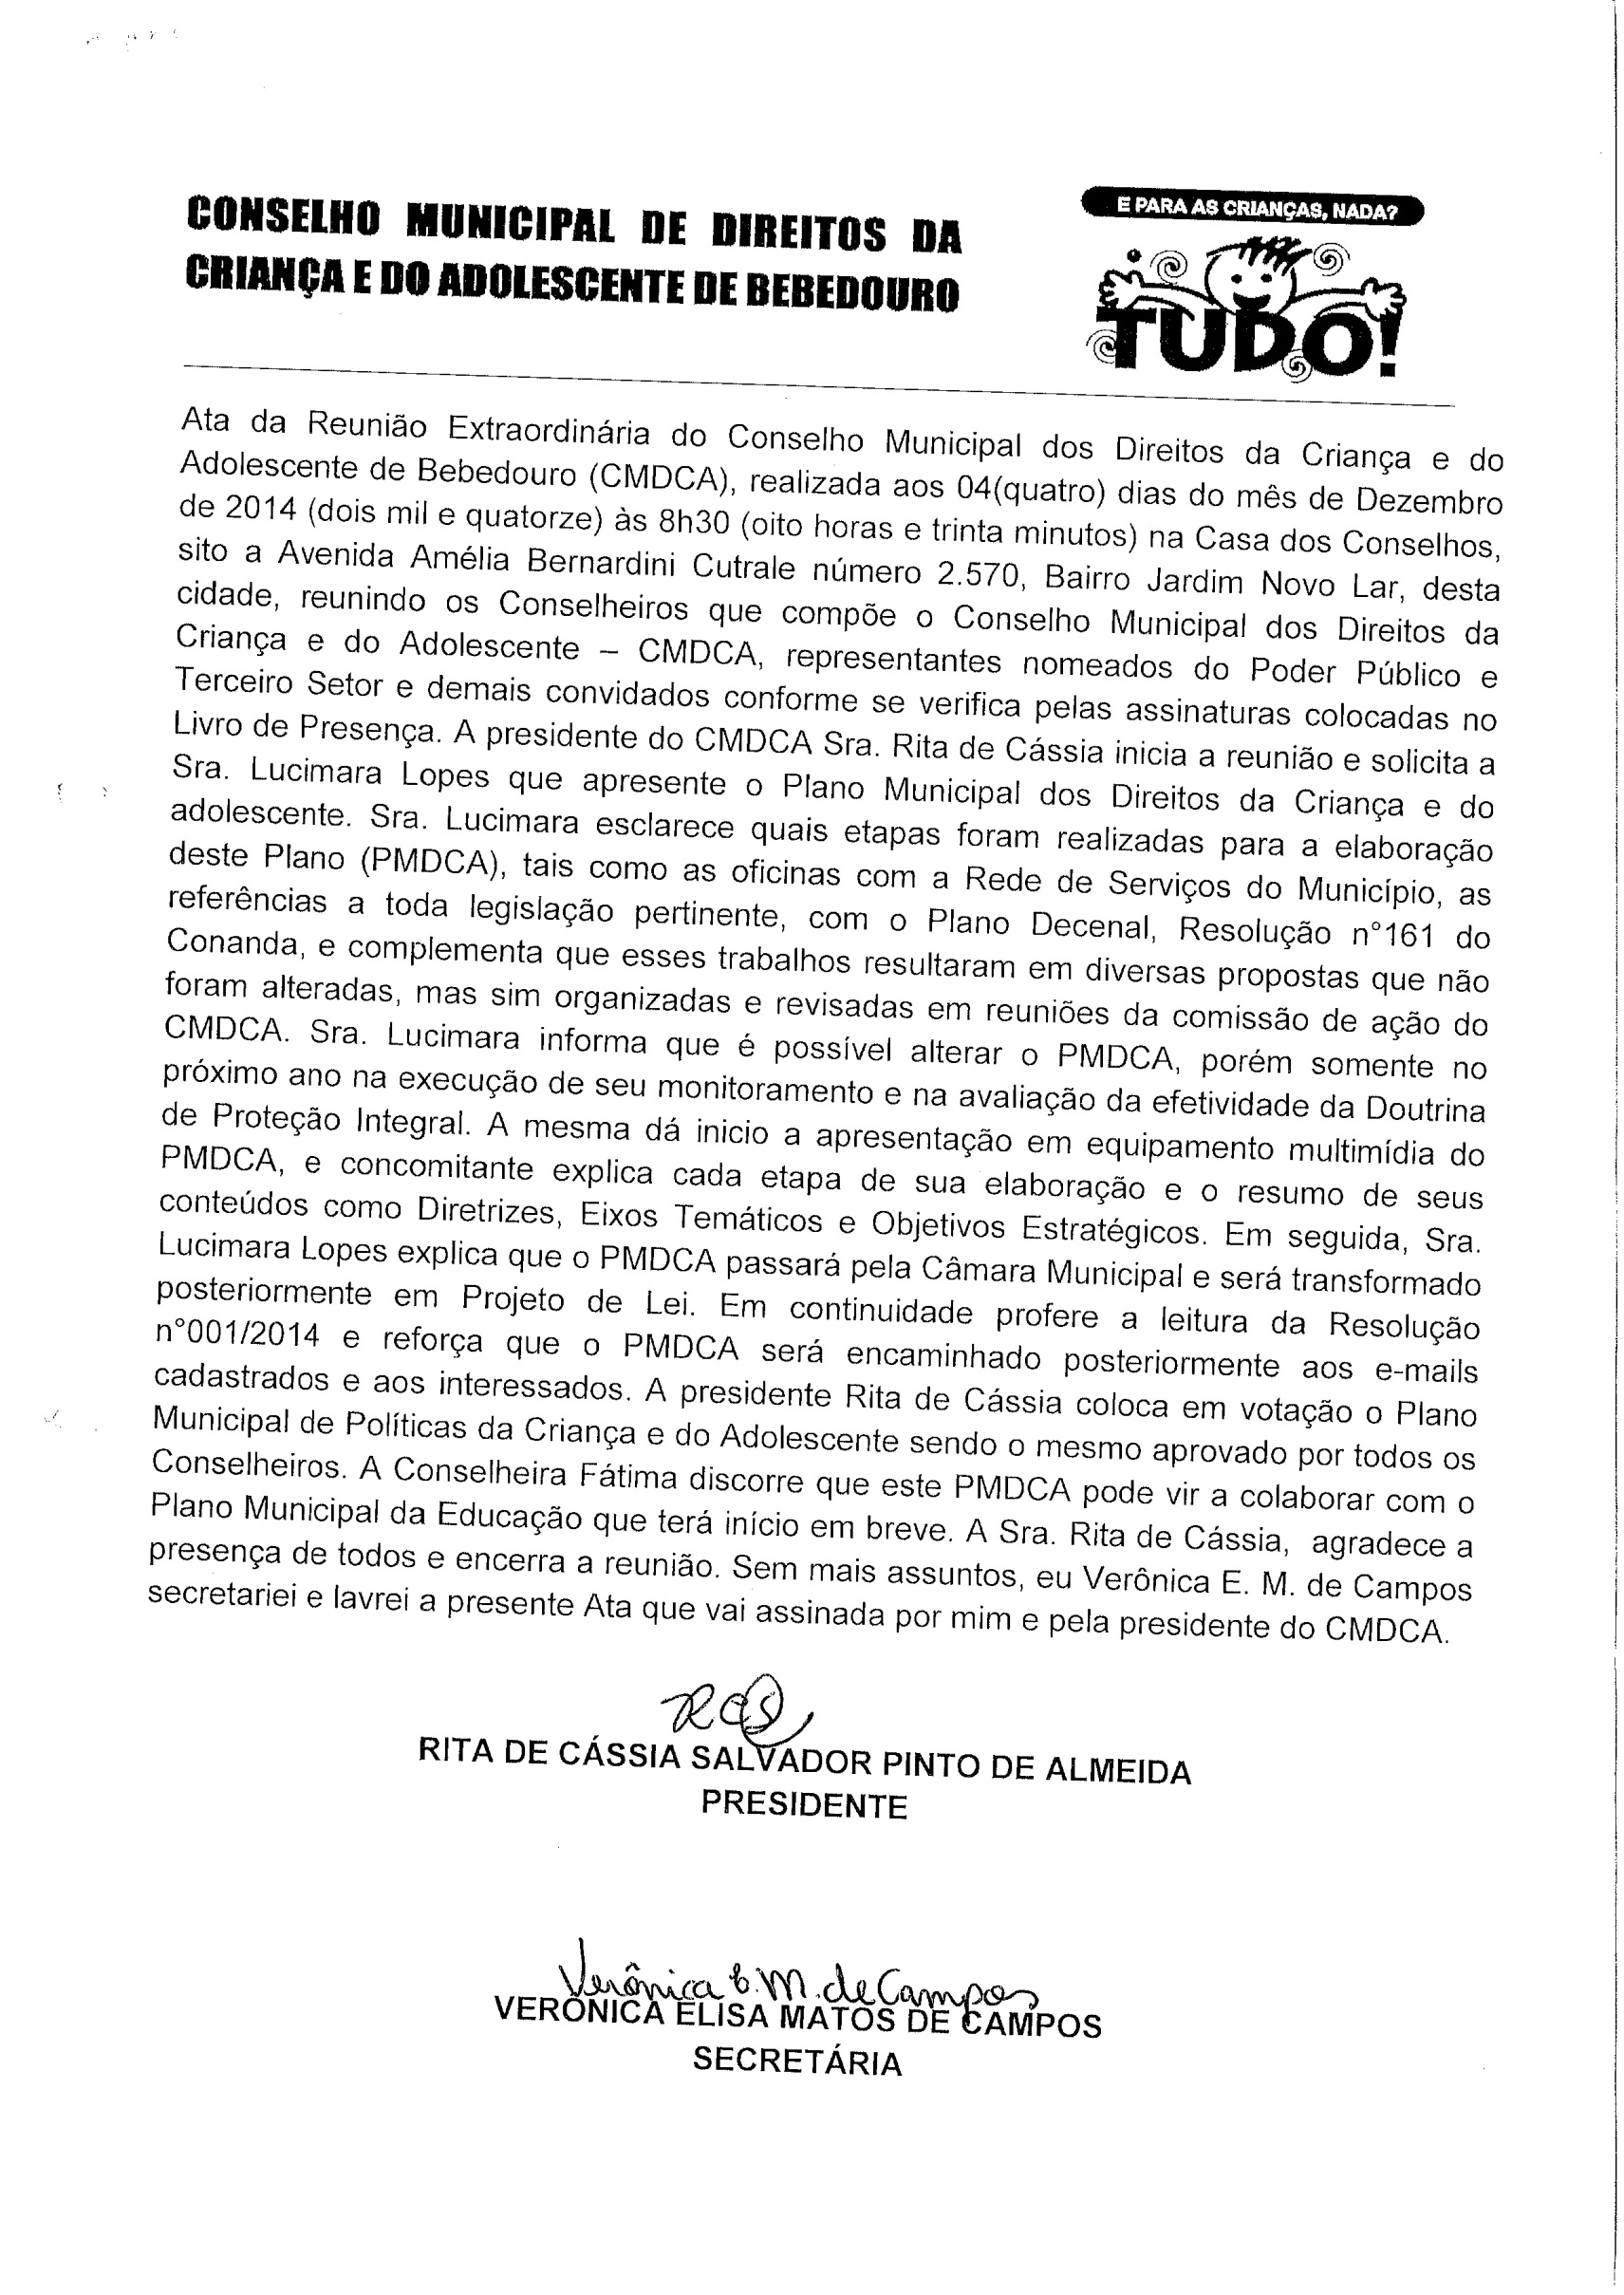 CONSELHO MUNICIPAL DE DIREITOS DA
CRIANÇA E DO ADOLESCENTE DE BEBEDOURO
E PARA AS CRIANÇAS, NADA?
TUDO!
Ata da Reunião Extraordinária do Conselho Municipal dos Direitos da Criança e do
Adolescente de Bebedouro (CMDCA), realizada aos 04(quatro) dias do mês de Dezembro
de 2014 (dois mil e quatorze) às 8h30 (oito horas e trinta minutos) na Casa dos Conselhos,
sito a Avenida Amélia Bernardini Cutrale número 2.570, Bairro Jardim Novo Lar, desta
cidade, reunindo os Conselheiros que compõe o Conselho Municipal dos Direitos da
Criança e do Adolescente – CMDCA, representantes nomeados do Poder Público e
Terceiro Setor e demais convidados conforme se verifica pelas assinaturas colocadas no
Livro de Presença. A presidente do CMDCA Sra. Rita de Cássia inicia a reunião e solicita a
Sra. Lucimara Lopes que apresente o Plano Municipal dos Direitos da Criança e do
adolescente. Sra. Lucimara esclarece quais etapas foram realizadas para a elaboração
deste Plano (PMDCA), tais como as oficinas com a Rede de Serviços do Município, as
referências a toda legislação pertinente, com o Plano Decenal, Resolução n°161 do
Conanda, e complementa que esses trabalhos resultaram em diversas propostas que não
foram alteradas, mas sim organizadas e revisadas em reuniões da comissão de ação do
CMDCA. Sra. Lucimara informa que é possível alterar o PMDCA, porém somente no
próximo ano na execução de seu monitoramento e na avaliação da efetividade da Doutrina
de Proteção Integral. A mesma dá inicio a apresentação em equipamento multimídia do
PMDCA, e concomitante explica cada etapa de sua elaboração e o resumo de seus
conteúdos como Diretrizes, Eixos Temáticos e Objetivos Estratégicos. Em seguida, Sra.
Lucimara Lopes explica que o PMDCA passará pela Câmara Municipal e será transformado
posteriormente em Projeto de Lei. Em continuidade profere a leitura da Resolução
n°001/2014 e reforça que o PMDCA será encaminhado posteriormente aos e-mails
cadastrados e aos interessados. A presidente Rita de Cássia coloca em votação o Plano
Municipal de Políticas da Criança e do Adolescente sendo o mesmo aprovado por todos os
Conselheiros. A Conselheira Fátima discorre que este PMDCA pode vir a colaborar com o
Plano Municipal da Educação que terá início em breve. A Sra. Rita de Cássia, agradece a
presença de todos e encerra a reunião. Sem mais assuntos, eu Verônica E. M. de Campos
secretariei e lavrei a presente Ata que vai assinada por mim e pela presidente do CMDCA.
RITA DE CÁSSIA SALVADOR PINTO DE ALMEIDA
PRESIDENTE
Verônica E. M. de Campos
VERÔNICA ELISA MATOS DE CAMPOS
SECRETÁRIA